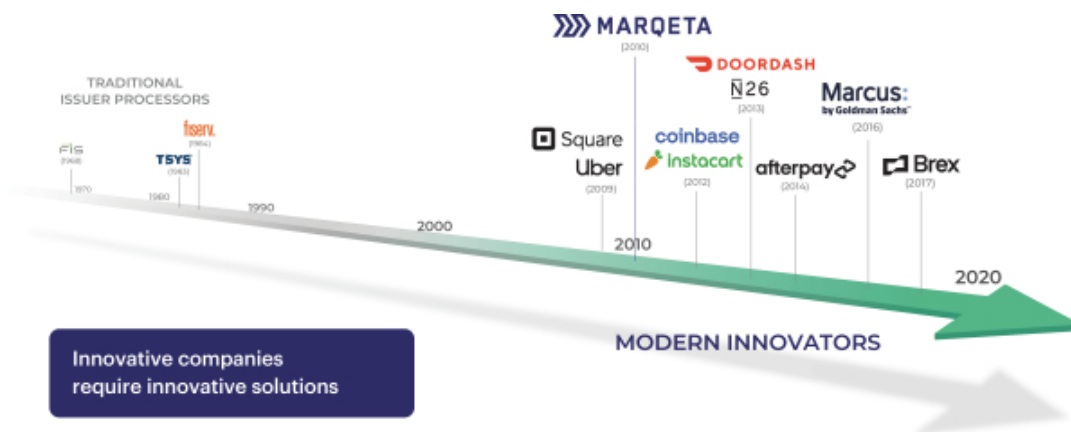 MARQETA
(2010)
DOORDASH
N26
(2013)
Marcus:
by Goldman Sachs™
(2016)
TRADITIONAL
ISSUER PROCESSORS
FIS
(1968)
fiserv.
(1984)
TSYS
(1983)
Square
Uber
(2009)
coinbase
instacart
(2012)
afterpay
(2014)
Brex
(2017)
1970
1980
1990
2000
2010
2020
MODERN INNOVATORS
Innovative companies
require innovative solutions